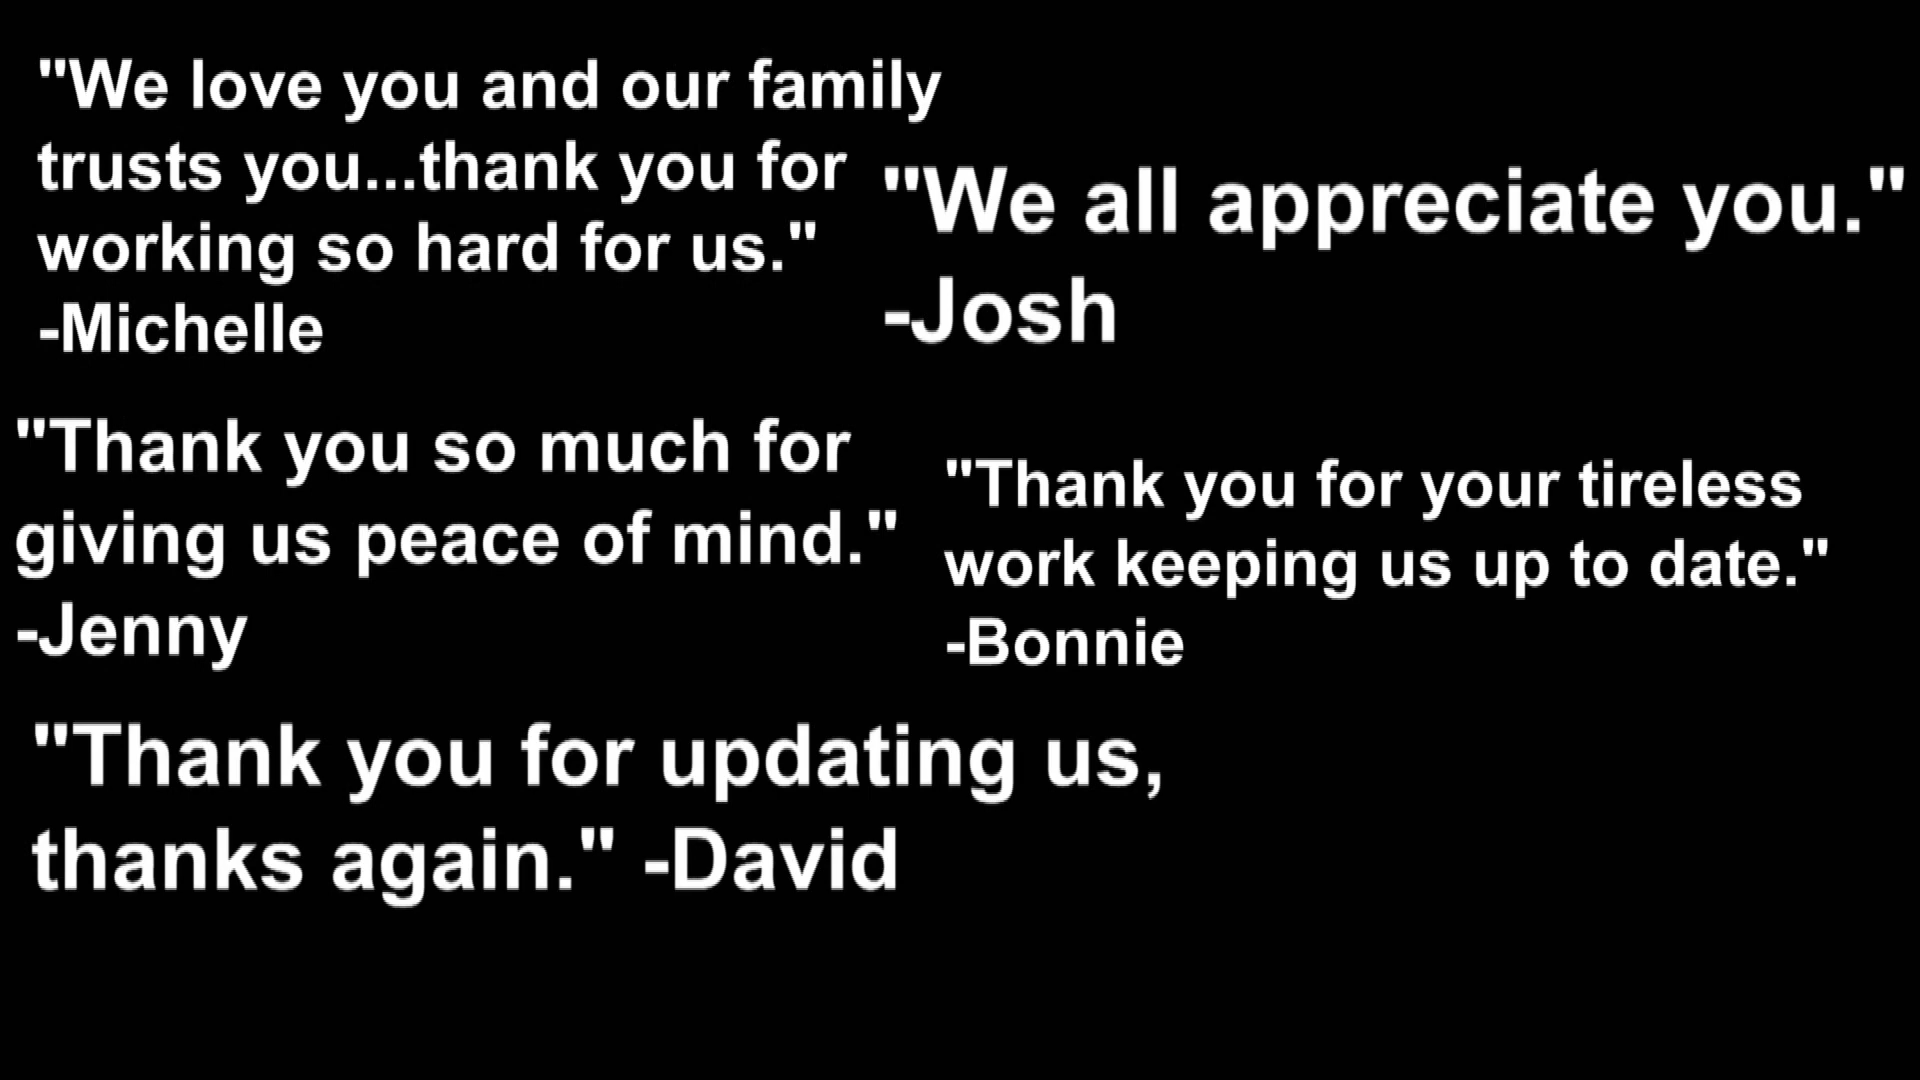 "We love you and our family
trusts you...thank you for
working so hard for us."
-Michelle
"We all appreciate you."
-Josh
"Thank you so much for
giving us peace of mind."
-Jenny
"Thank you for your tireless
work keeping us up to date."
-Bonnie
"Thank you for updating us,
thanks again." -David